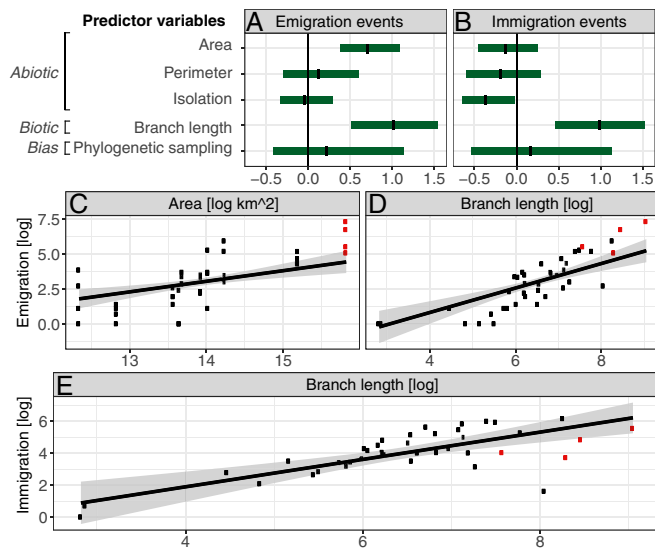 Predictor variables
A Emigration events
B Immigration events
Abiotic
Area
Perimeter
Isolation
Biotic
Branch length
Bias
Phylogenetic sampling
−0.5 0.0 0.5 1.0 1.5
−0.5 0.0 0.5 1.0 1.5
C Area [log km^2]
D Branch length [log]
Emigration [log]
7.5
5.0
2.5
0.0
13 14 15
4 6 8
E Branch length [log]
Immigration [log]
6
4
2
0
4 6 8